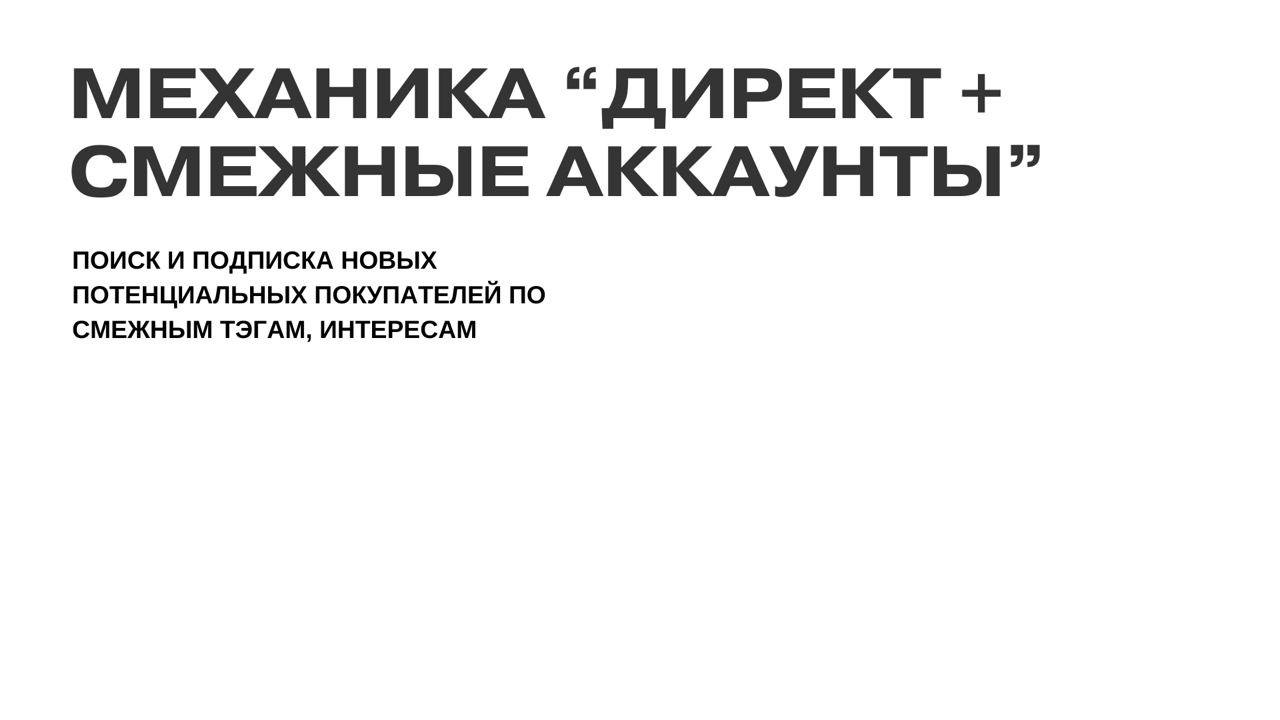 МЕХАНИКА “ДИРЕКТ +
СМЕЖНЫЕ АККАУНТЫ”
ПОИСК И ПОДПИСКА НОВЫХ
ПОТЕНЦИАЛЬНЫХ ПОКУПАТЕЛЕЙ ПО
СМЕЖНЫМ ТЭГАМ, ИНТЕРЕСАМ